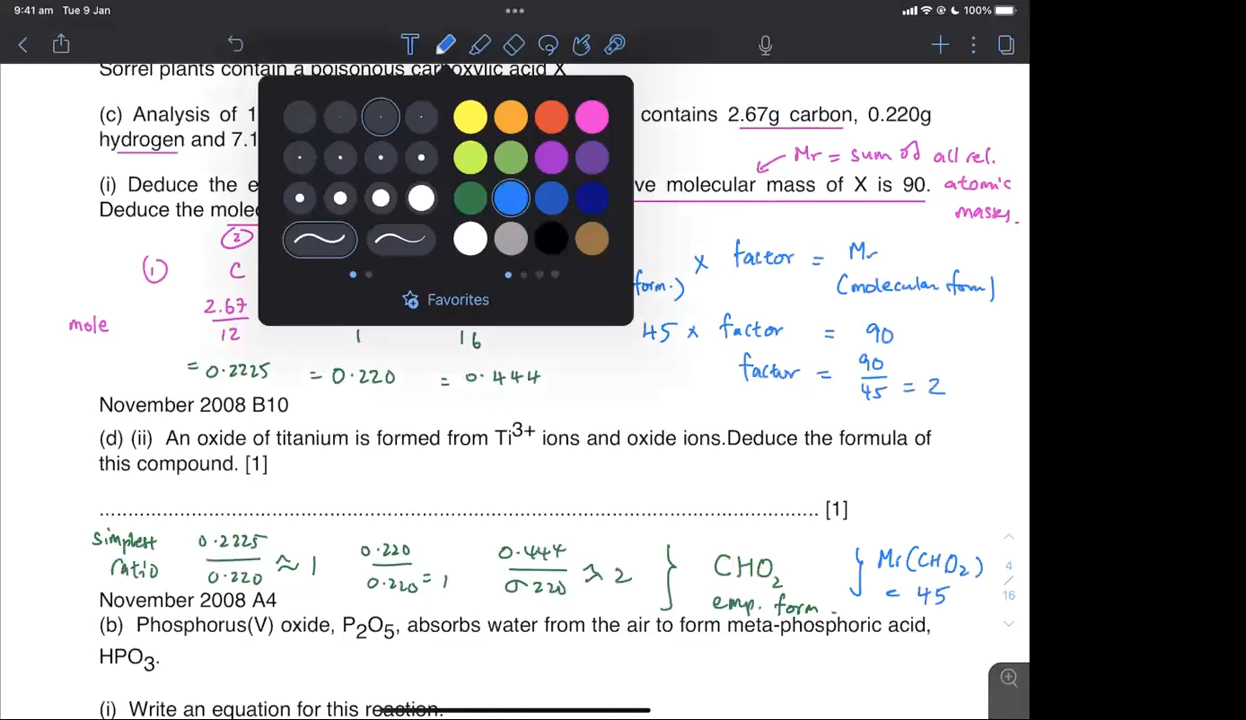 9:41 am Tue 9 Jan
100%
Sorrel plants contain a poisonous carboxylic acid X
(c) Analysis of 1 contains 2.67g carbon, 0.220g
hydrogen and 7.1
Mr = sum of all rel.
atomic
masks.
(i) Deduce the e ve molecular mass of X is 90.
Deduce the mole
2
1 C
form.) × factor = Mr
(molecular form)
mole 2.67
12 1 16
45 × factor = 90
= 0.2225 = 0.220 = 0.444
factor = 90
45 = 2
Favorites
November 2008 B10
(d) (ii) An oxide of titanium is formed from Ti3+ ions and oxide ions.Deduce the formula of
this compound. [1]
[1]
simplest ratio 0.2225
0.220 ≈ 1 0.220
0.220 = 1 0.444
0.220 ≈ 2 } CHO2
emp. form. } Mr(CHO2)
= 45
4
16
November 2008 A4
(b) Phosphorus(V) oxide, P2O5, absorbs water from the air to form meta-phosphoric acid,
HPO3.
(i) Write an equation for this reaction.